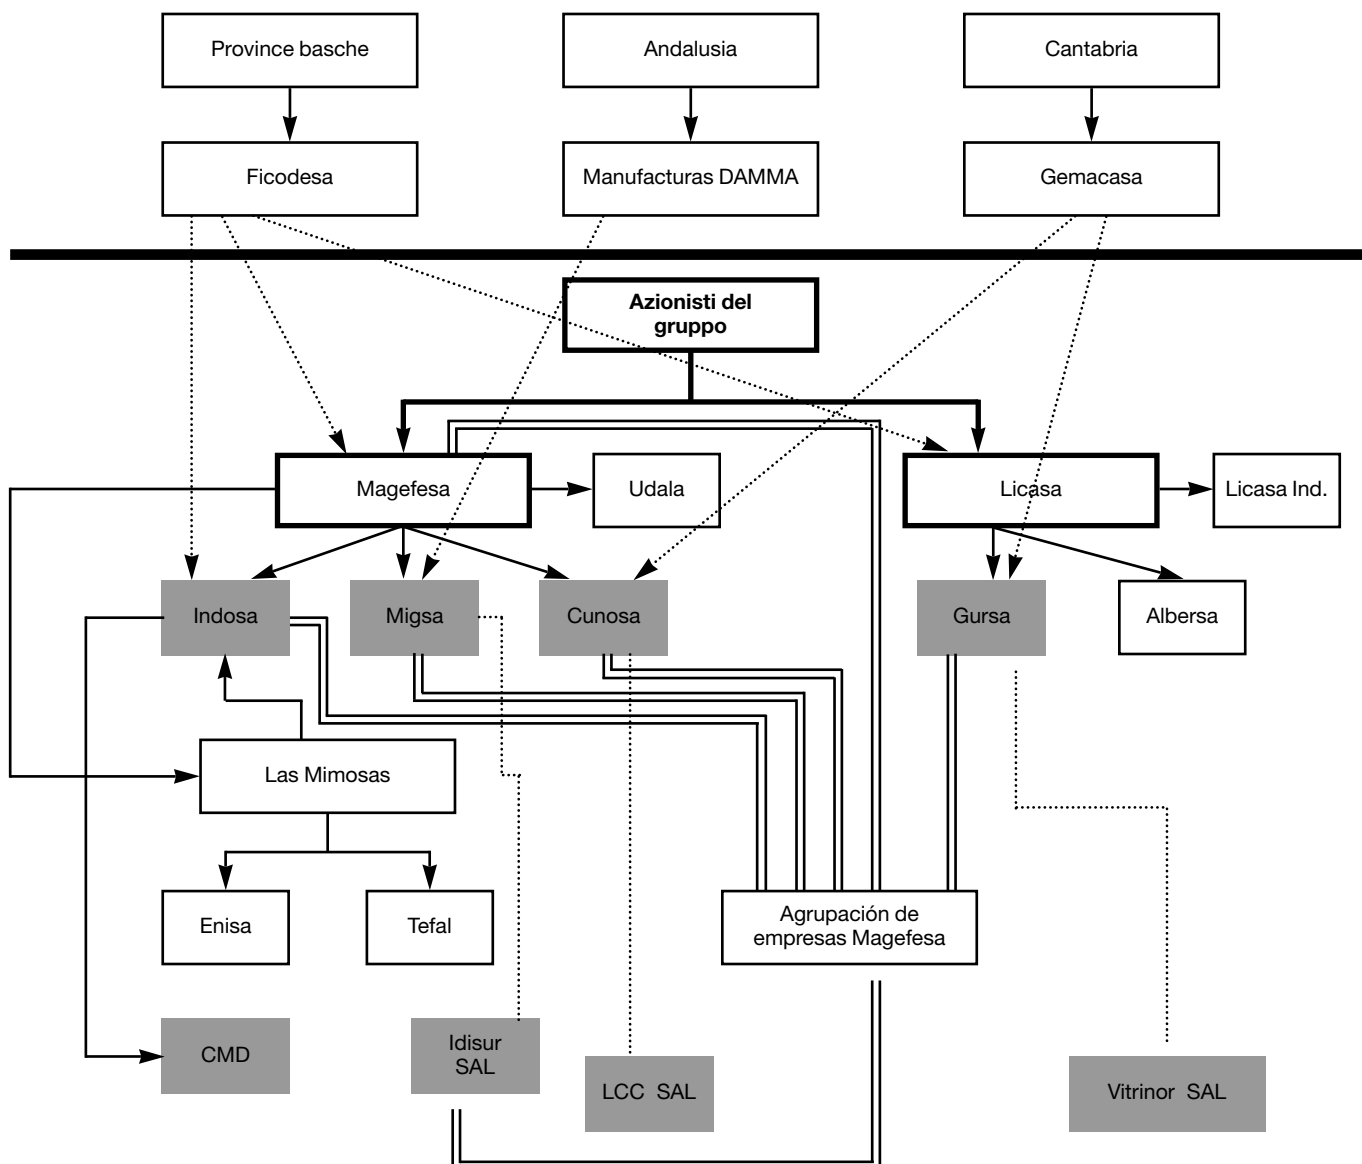 Province basche
Andalusia
Cantabria
Ficodesa
Manufacturas DAMMA
Gemacasa
Azionisti del
gruppo
Magefesa
Udala
Licasa
Licasa Ind.
Indosa
Migsa
Cunosa
Gursa
Albersa
Las Mimosas
Enisa
Tefal
Agrupación de
empresas Magefesa
CMD
Idisur
SAL
LCC SAL
Vitrinor SAL